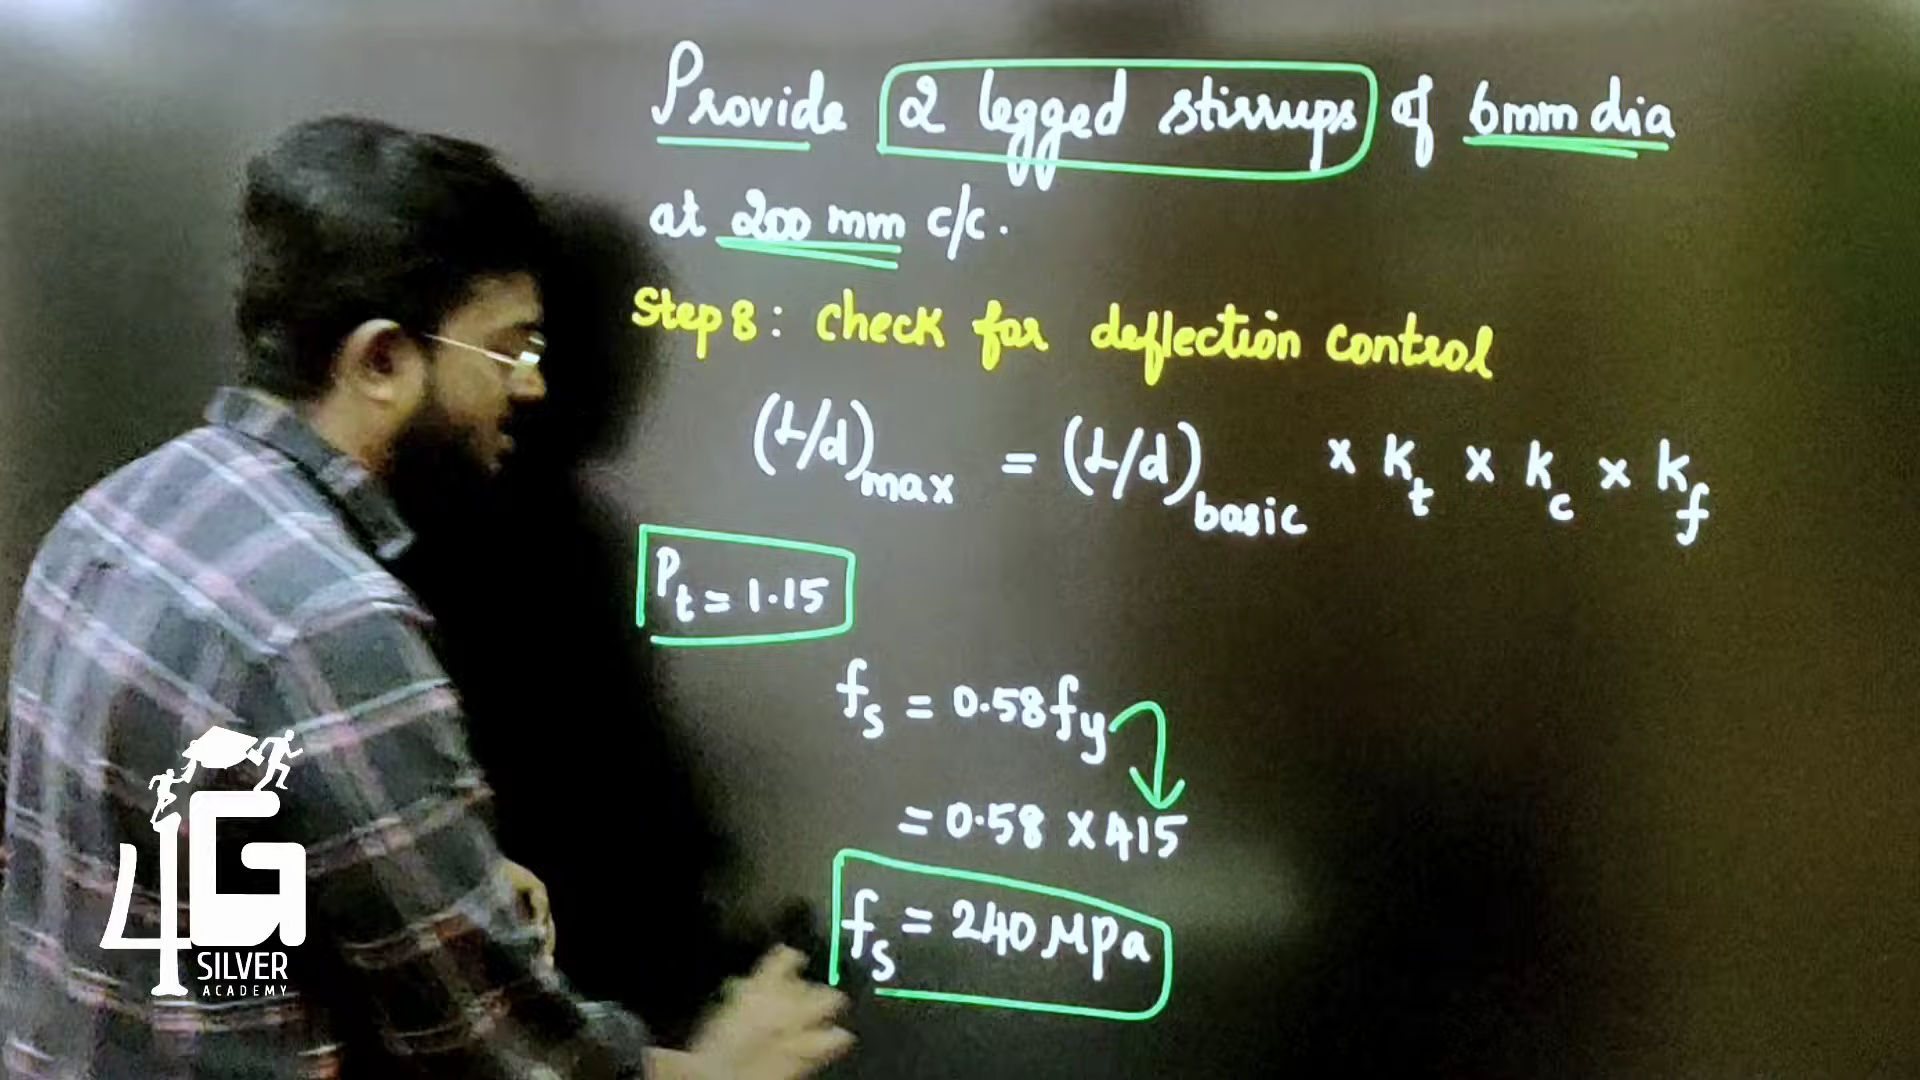 Provide 2 legged stirrups of 6mm dia
at 200 mm c/c.
Step 8: Check for deflection control
(L/d)max = (L/d)basic x kt x kc x kf
Pt = 1.15
fs = 0.58fy
= 0.58 x 415
fs = 240 MPa
4G
SILVER
ACADEMY